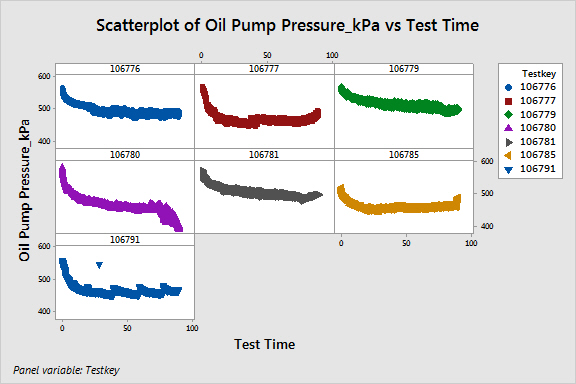 Scatterplot of Oil Pump Pressure_kPa vs Test Time
0 50 100
106776 106777 106779
600
500
400
106780 106781 106785
500
400
106791
600
500
400
0 50 100
0 50 100
Oil Pump Pressure_kPa
Test Time
Testkey
106776
106777
106779
106780
106781
106785
106791
Panel variable: Testkey